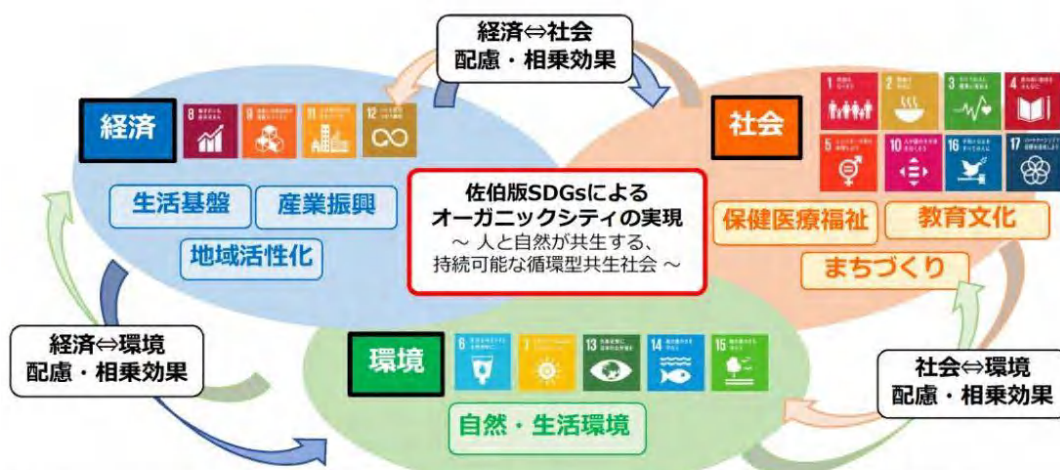 経済⇔社会
配慮・相乗効果
経済
8
9
11
12
生活基盤
産業振興
地域活性化
社会
1
2
3
4
5
10
16
17
保健医療福祉
教育文化
まちづくり
佐伯版SDGsによる
オーガニックシティの実現
～ 人と自然が共生する、
持続可能な循環型共生社会 ～
経済⇔環境
配慮・相乗効果
環境
6
7
13
14
15
自然・生活環境
社会⇔環境
配慮・相乗効果